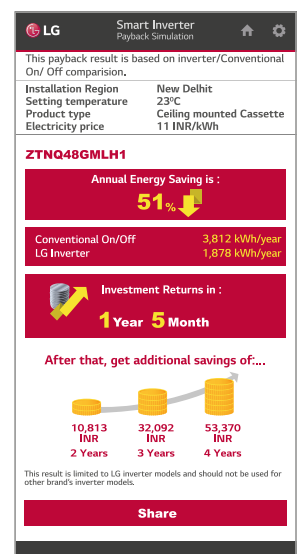 LG
Smart Inverter
Payback Simulation
This payback result is based on inverter/Conventional
On/ Off comparision.
Installation Region New Delhit
Setting temperature 23ºC
Product type Ceiling mounted Cassette
Electricity price 11 INR/kWh
ZTNQ48GMLH1
Annual Energy Saving is :
51%
Conventional On/Off 3,812 kWh/year
LG Inverter 1,878 kWh/year
Investment Returns in :
1 Year 5 Month
After that, get additional savings of:...
10,813 32,092 53,370
INR INR INR
2 Years 3 Years 4 Years
This result is limited to LG inverter models and should not be used for
other brand's inverter models.
Share